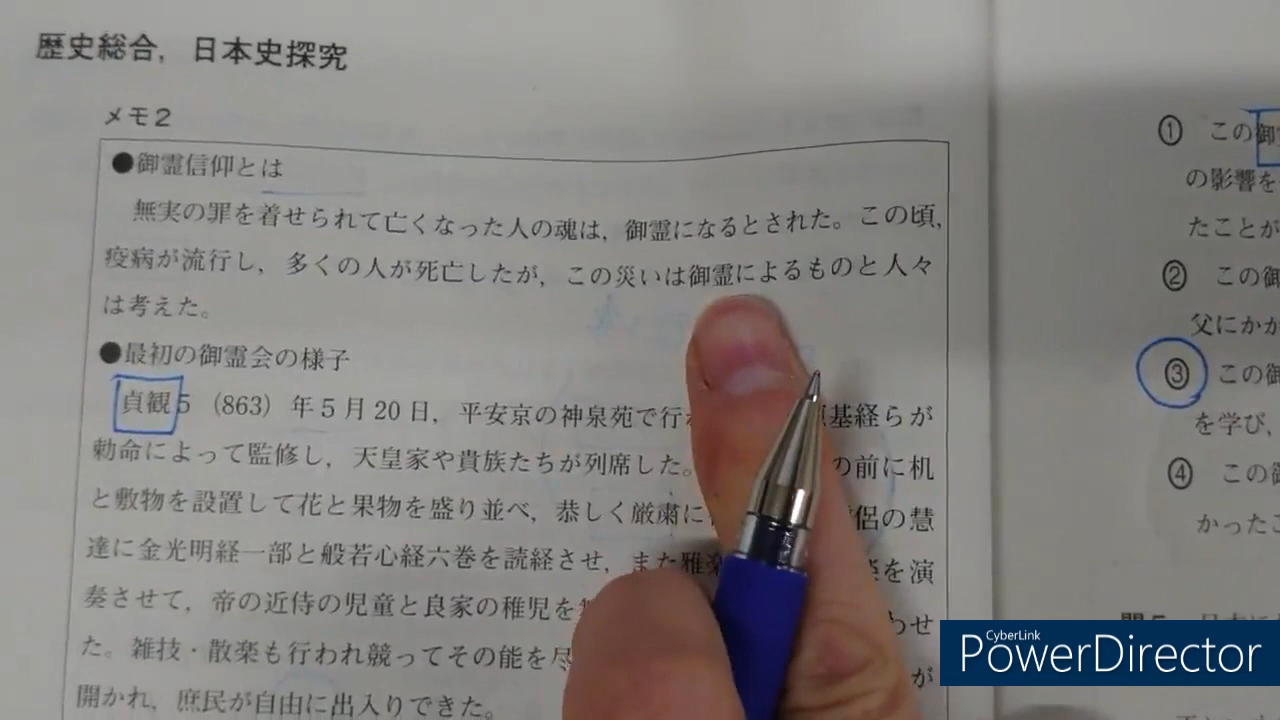 歴史総合，日本史探究
メモ２
●御霊信仰とは
無実の罪を着せられて亡くなった人の魂は，御霊になるとされた。この頃，
疫病が流行し，多くの人が死亡したが，この災いは御霊によるものと人々
は考えた。
●最初の御霊会の様子
貞観5 (863) 年5月20日，平安京の神泉苑で行 基経らが
勅命によって監修し，天皇家や貴族たちが列席した。 の前に机
と敷物を設置して花と果物を盛り並べ，恭しく厳粛に 侶の慧
達に金光明経一部と般若心経六巻を読経させ，また雅楽 を演
奏させて，帝の近侍の児童と良家の稚児を わせ
た。雑技・散楽も行われ競ってその能を尽 が
開かれ，庶民が自由に出入りできた。
① この御
の影響を
たことが
② この御
父にかか
③ この御
を学び，
④ この御
かったこ
CyberLink
PowerDirector